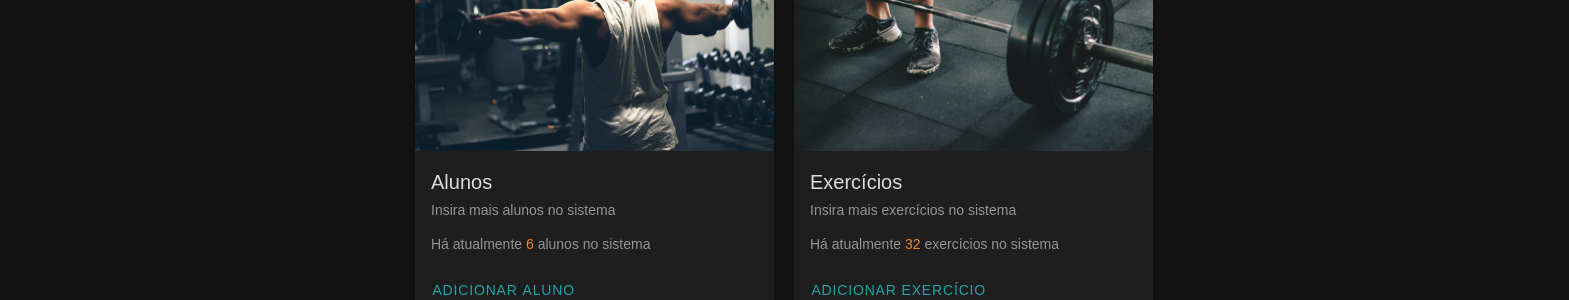 Alunos
Insira mais alunos no sistema
Há atualmente 6 alunos no sistema
ADICIONAR ALUNO
Exercícios
Insira mais exercícios no sistema
Há atualmente 32 exercícios no sistema
ADICIONAR EXERCÍCIO